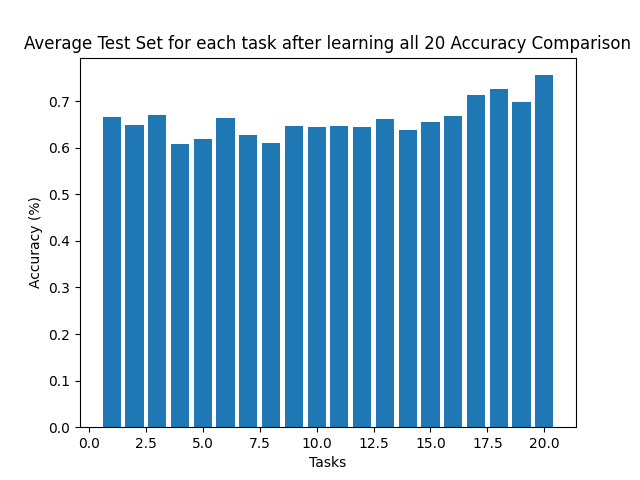 Average Test Set for each task after learning all 20 Accuracy Comparison
Accuracy (%)
0.7
0.6
0.5
0.4
0.3
0.2
0.1
0.0
0.0 2.5 5.0 7.5 10.0 12.5 15.0 17.5 20.0
Tasks